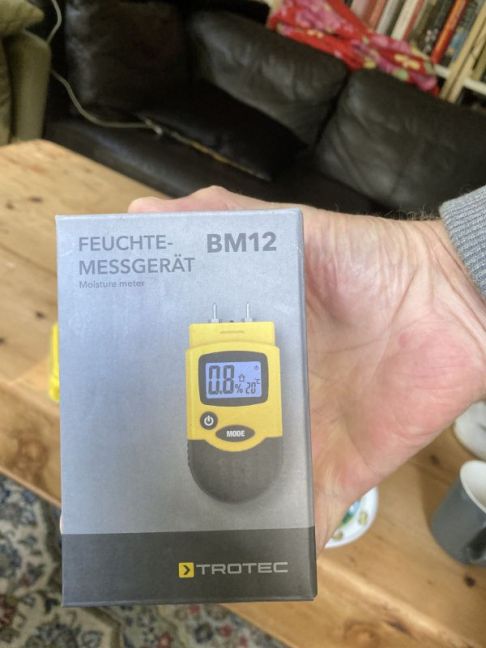 FEUCHTE-
MESSGERÄT
Moisture meter
BM12
0.8 % 20°C
MODE
TROTEC